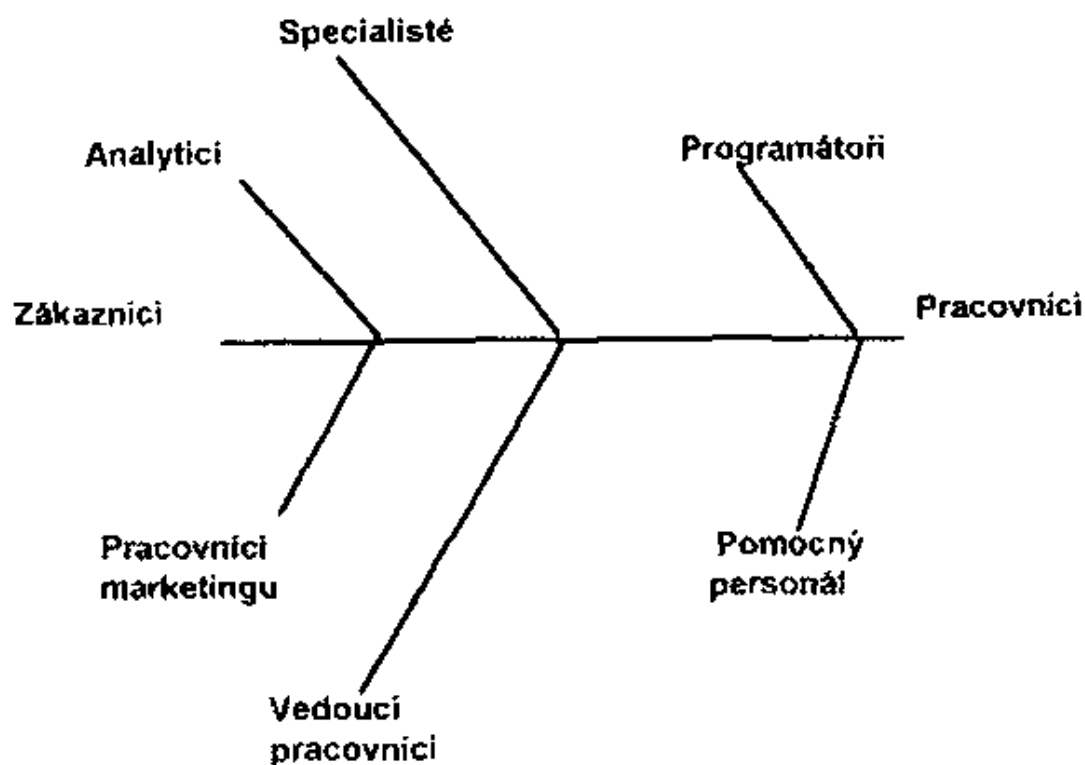 Specialisté
Analytici
Programátoři
Zákazníci
Pracovníci
Pracovníci
marketingu
Pomocný
personál
Vedoucí
pracovníci